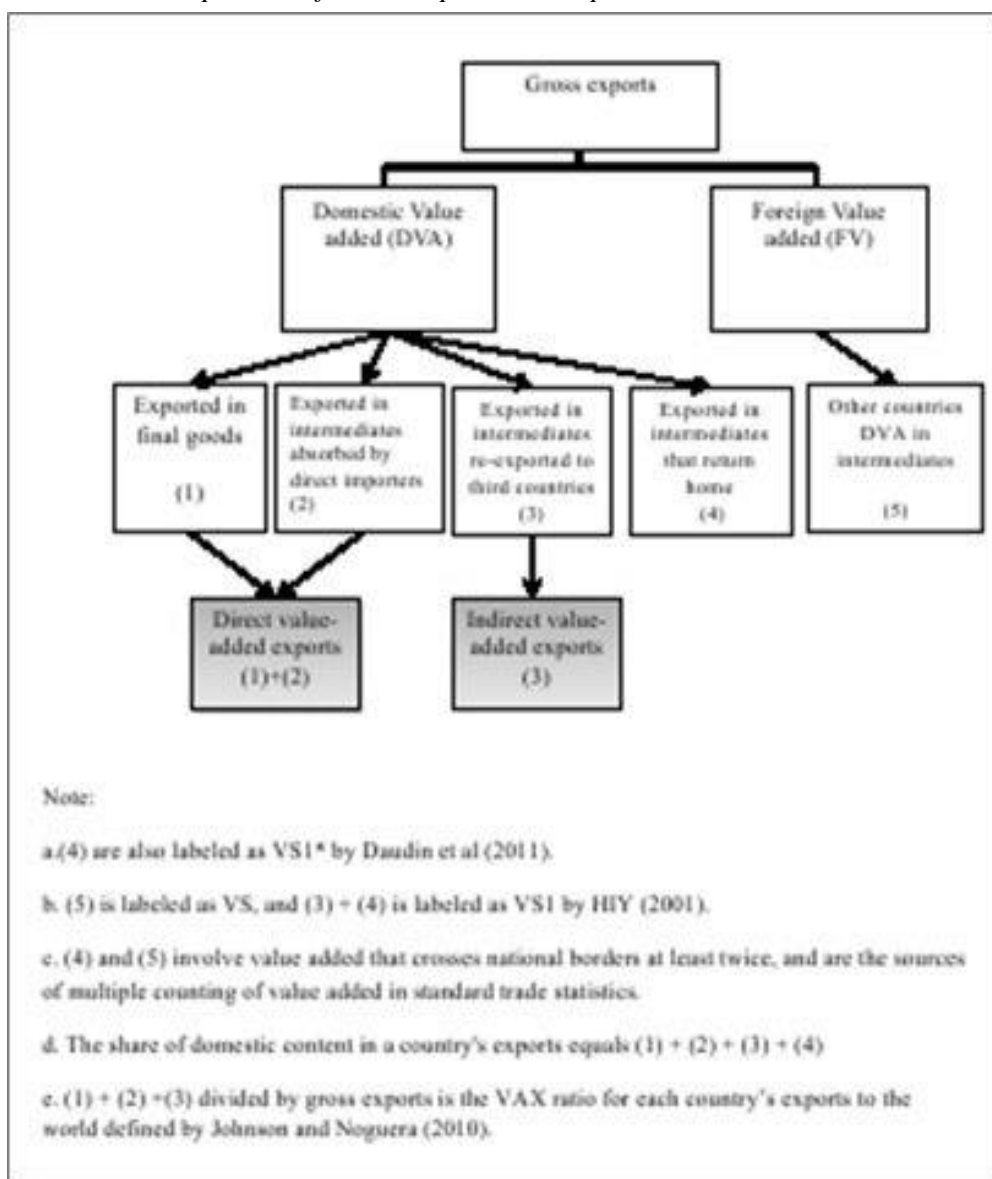 Gross exports
Domestic Value
added (DVA)
Foreign Value
added (FV)
Exported in
final goods
(1)
Exported in
intermediates
absorbed by
direct importers
(2)
Exported in
intermediates
re-exported to
third countries
(3)
Exported in
intermediates
that return
home
(4)
Other countries
DVA in
intermediates
(5)
Direct value-
added exports
(1)+(2)
Indirect value-
added exports
(3)
Note:
a.(4) are also labeled as VS1* by Daudin et al (2011).
b. (5) is labeled as VS, and (3) + (4) is labeled as VS1 by HIY (2001).
c. (4) and (5) involve value added that crosses national borders at least twice, and are the sources
of multiple counting of value added in standard trade statistics.
d. The share of domestic content in a country's exports equals (1) + (2) + (3) + (4)
e. (1) + (2) +(3) divided by gross exports is the VAX ratio for each country's exports to the
world defined by Johnson and Noguera (2010).